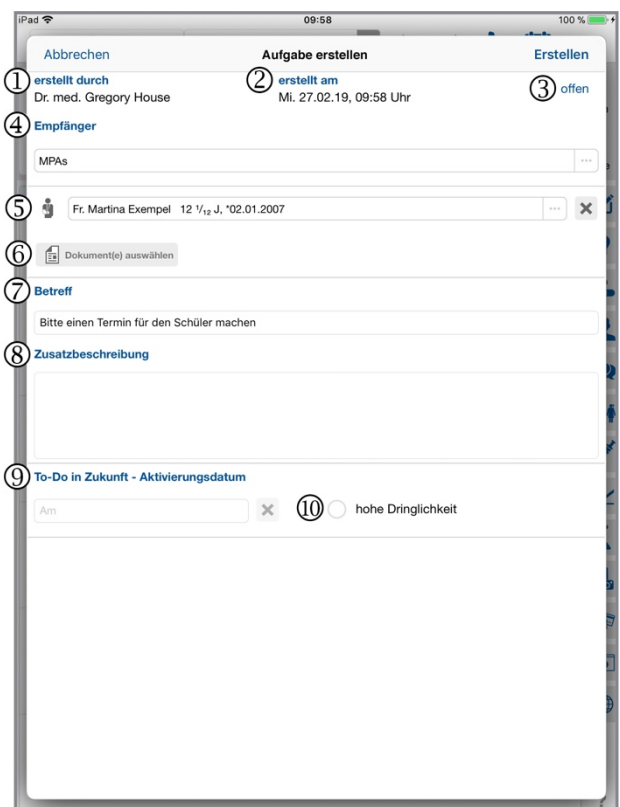 iPad 09:58 100 %
Abbrechen Aufgabe erstellen Erstellen
1 erstellt durch 2 erstellt am
Dr. med. Gregory House Mi. 27.02.19, 09:58 Uhr 3 offen
4 Empfänger
MPAs ...
5 Fr. Martina Exempel 12 1/12 J, *02.01.2007 ...
6 Dokument(e) auswählen
7 Betreff
Bitte einen Termin für den Schüler machen
8 Zusatzbeschreibung
9 To-Do in Zukunft - Aktivierungsdatum
Am 10 hohe Dringlichkeit